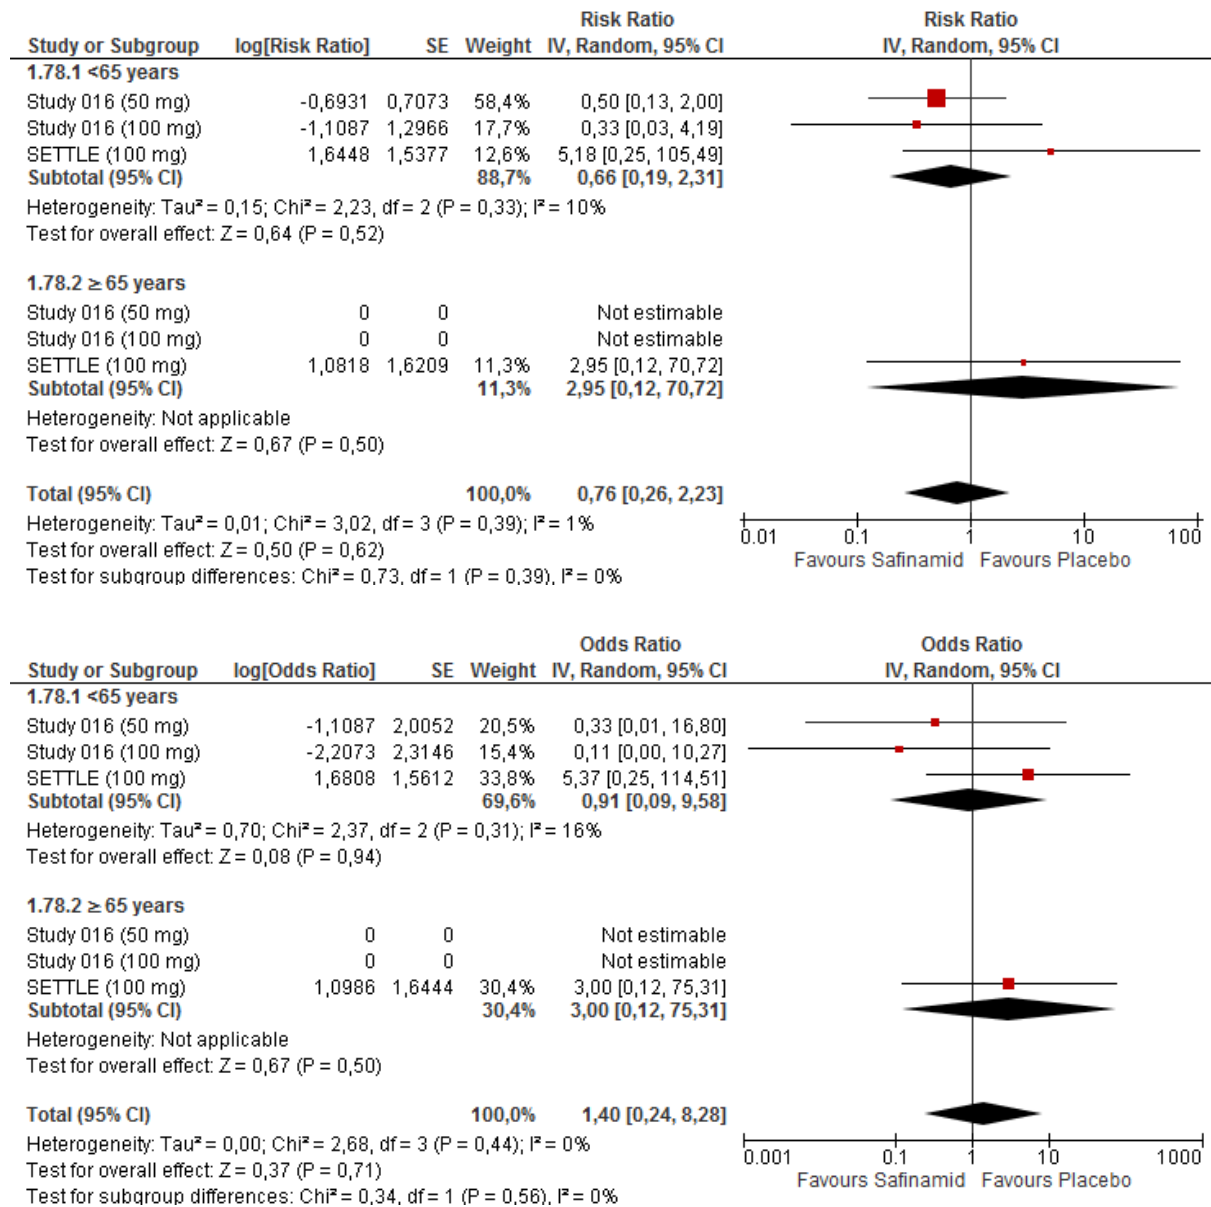 Risk Ratio Risk Ratio
Study or Subgroup log[Risk Ratio] SE Weight IV, Random, 95% CI IV, Random, 95% CI
1.78.1 <65 years
Study 016 (50 mg) -0,6931 0,7073 58,4% 0,50 [0,13, 2,00]
Study 016 (100 mg) -1,1087 1,2966 17,7% 0,33 [0,03, 4,19]
SETTLE (100 mg) 1,6448 1,5377 12,6% 5,18 [0,25, 105,49]
Subtotal (95% CI) 88,7% 0,66 [0,19, 2,31]
Heterogeneity: Tau² = 0,15; Chi² = 2,23, df = 2 (P = 0,33); I² = 10%
Test for overall effect: Z = 0,64 (P = 0,52)
1.78.2 ≥ 65 years
Study 016 (50 mg) 0 0 Not estimable
Study 016 (100 mg) 0 0 Not estimable
SETTLE (100 mg) 1,0818 1,6209 11,3% 2,95 [0,12, 70,72]
Subtotal (95% CI) 11,3% 2,95 [0,12, 70,72]
Heterogeneity: Not applicable
Test for overall effect: Z = 0,67 (P = 0,50)
Total (95% CI) 100,0% 0,76 [0,26, 2,23]
Heterogeneity: Tau² = 0,01; Chi² = 3,02, df = 3 (P = 0,39); I² = 1%
Test for overall effect: Z = 0,50 (P = 0,62)
Test for subgroup differences: Chi² = 0,73, df = 1 (P = 0,39), I² = 0%
0.01 0.1 1 10 100
Favours Safinamid Favours Placebo
Odds Ratio Odds Ratio
Study or Subgroup log[Odds Ratio] SE Weight IV, Random, 95% CI IV, Random, 95% CI
1.78.1 <65 years
Study 016 (50 mg) -1,1087 2,0052 20,5% 0,33 [0,01, 16,80]
Study 016 (100 mg) -2,2073 2,3146 15,4% 0,11 [0,00, 10,27]
SETTLE (100 mg) 1,6808 1,5612 33,8% 5,37 [0,25, 114,51]
Subtotal (95% CI) 69,6% 0,91 [0,09, 9,58]
Heterogeneity: Tau² = 0,70; Chi² = 2,37, df = 2 (P = 0,31); I² = 16%
Test for overall effect: Z = 0,08 (P = 0,94)
1.78.2 ≥ 65 years
Study 016 (50 mg) 0 0 Not estimable
Study 016 (100 mg) 0 0 Not estimable
SETTLE (100 mg) 1,0986 1,6444 30,4% 3,00 [0,12, 75,31]
Subtotal (95% CI) 30,4% 3,00 [0,12, 75,31]
Heterogeneity: Not applicable
Test for overall effect: Z = 0,67 (P = 0,50)
Total (95% CI) 100,0% 1,40 [0,24, 8,28]
Heterogeneity: Tau² = 0,00; Chi² = 2,68, df = 3 (P = 0,44); I² = 0%
Test for overall effect: Z = 0,37 (P = 0,71)
Test for subgroup differences: Chi² = 0,34, df = 1 (P = 0,56), I² = 0%
0.001 0.1 1 10 1000
Favours Safinamid Favours Placebo